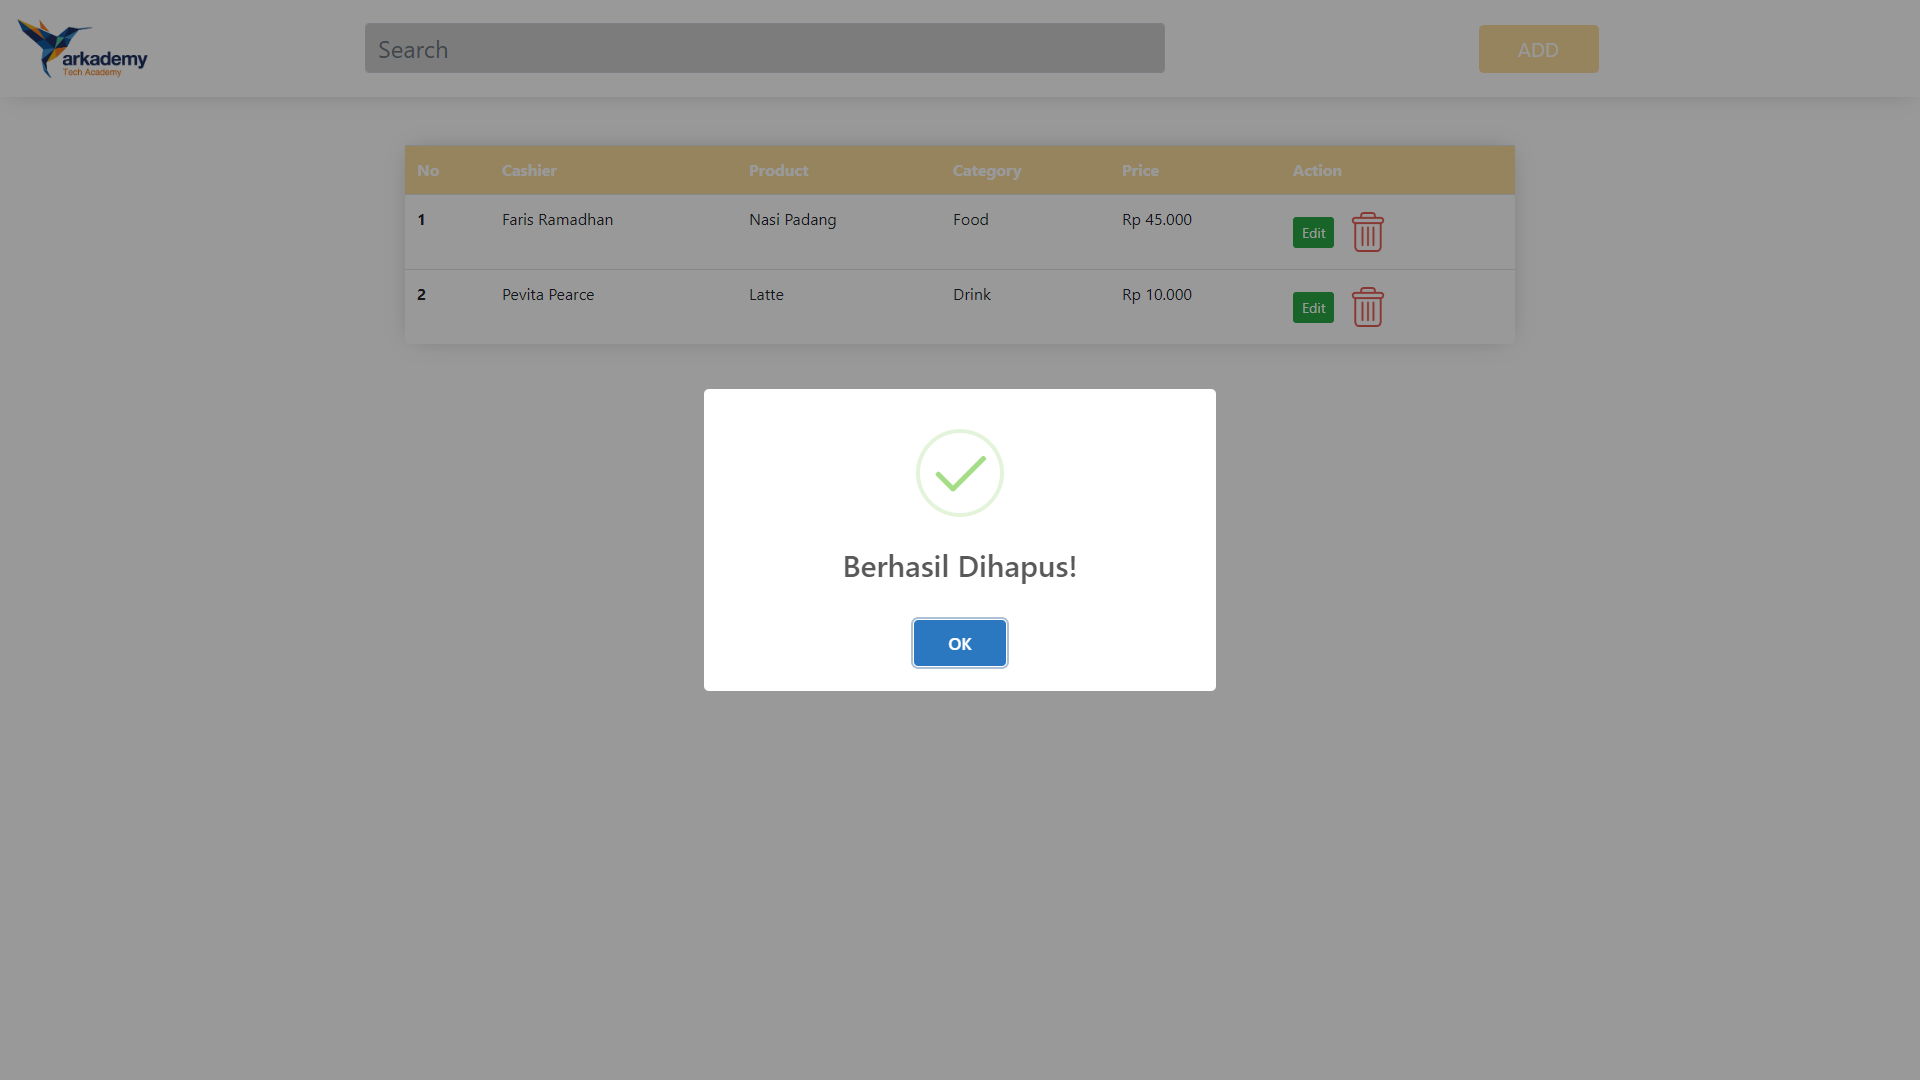 arkademy
Tech Academy
Search
ADD
No Cashier Product Category Price Action
1 Faris Ramadhan Nasi Padang Food Rp 45.000 Edit
2 Pevita Pearce Latte Drink Rp 10.000 Edit
Berhasil Dihapus!
OK